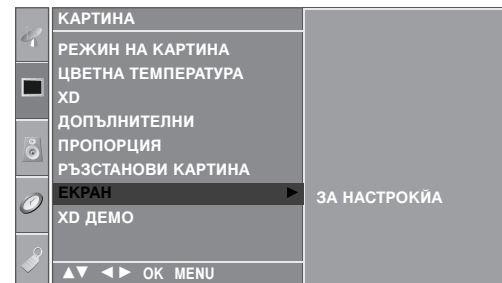 КАРТИНА
РЕЖИН НА КАРТИНА
ЦВЕТНА ТЕМПЕРАТУРА
XD
ДОПЪЛНИТЕЛНИ
ПРОПОРЦИЯ
РЪЗСТАНОВИ КАРТИНА
ЕКРАН ► ЗА НАСТРОКЙА
XD ДЕМО
▲▼ ◄► OK MENU